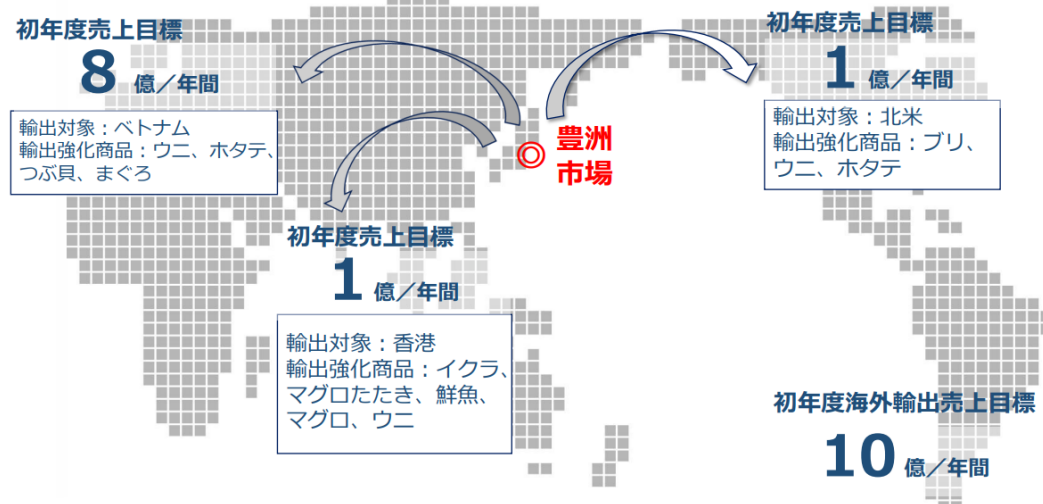 初年度売上目標
8 億／年間
輸出対象：ベトナム
輸出強化商品：ウニ、ホタテ、
つぶ貝、まぐろ
初年度売上目標
1 億／年間
輸出対象：北米
輸出強化商品：ブリ、
ウニ、ホタテ
◎ 豊洲
市場
初年度売上目標
1 億／年間
輸出対象：香港
輸出強化商品：イクラ、
マグロたたき、鮮魚、
マグロ、ウニ
初年度海外輸出売上目標
10 億／年間